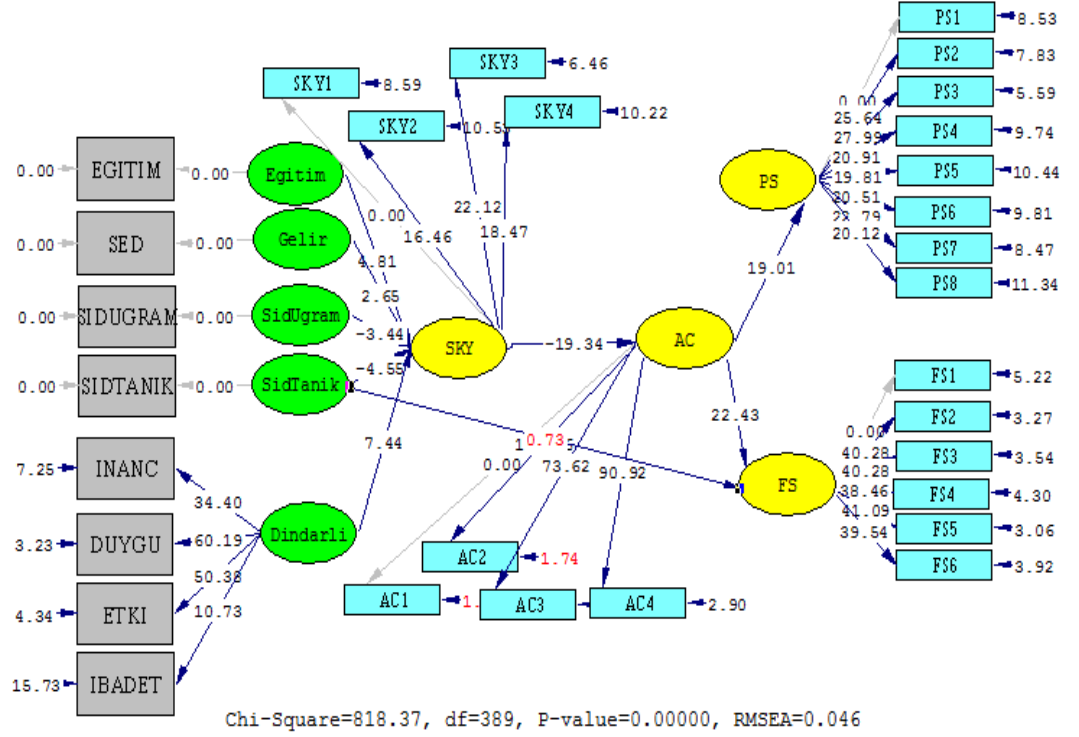 PS1 8.53
SKY3 6.46
PS2 7.83
SKY1 8.59
PS3 5.59
0.00
SKY4 10.22
25.64
SKY2
27.99
PS4 9.74
0.00 EGITIM 0.00 Egitim
20.91
PS5 10.44
PS
19.81
20.51
PS6 9.81
22.12
0.00
20.12
0.00 SED 0.00 Gelir
16.46
18.47
PS7 8.47
4.81
19.01
PS8 11.34
2.65
0.00 SIDUGRAM 0.00 SidUgram
-3.44
SKY -19.34 AC
-4.55
0.00 SIDTANIK 0.00 SidTanik
FS1 5.22
22.43
FS2 3.27
0.00
7.44
0.73
FS3 3.54
40.28
7.25 INANC
0.00
73.62
90.92
40.28
FS
FS4 4.30
38.46
34.40
41.09
FS5 3.06
39.54
3.23 DUYGU 60.19 Dindarli
AC2 1.74
FS6 3.92
50.38
AC1
AC3
AC4 2.90
4.34 ETKI 10.73
15.73 IBADET
Chi-Square=818.37, df=389, P-value=0.00000, RMSEA=0.046